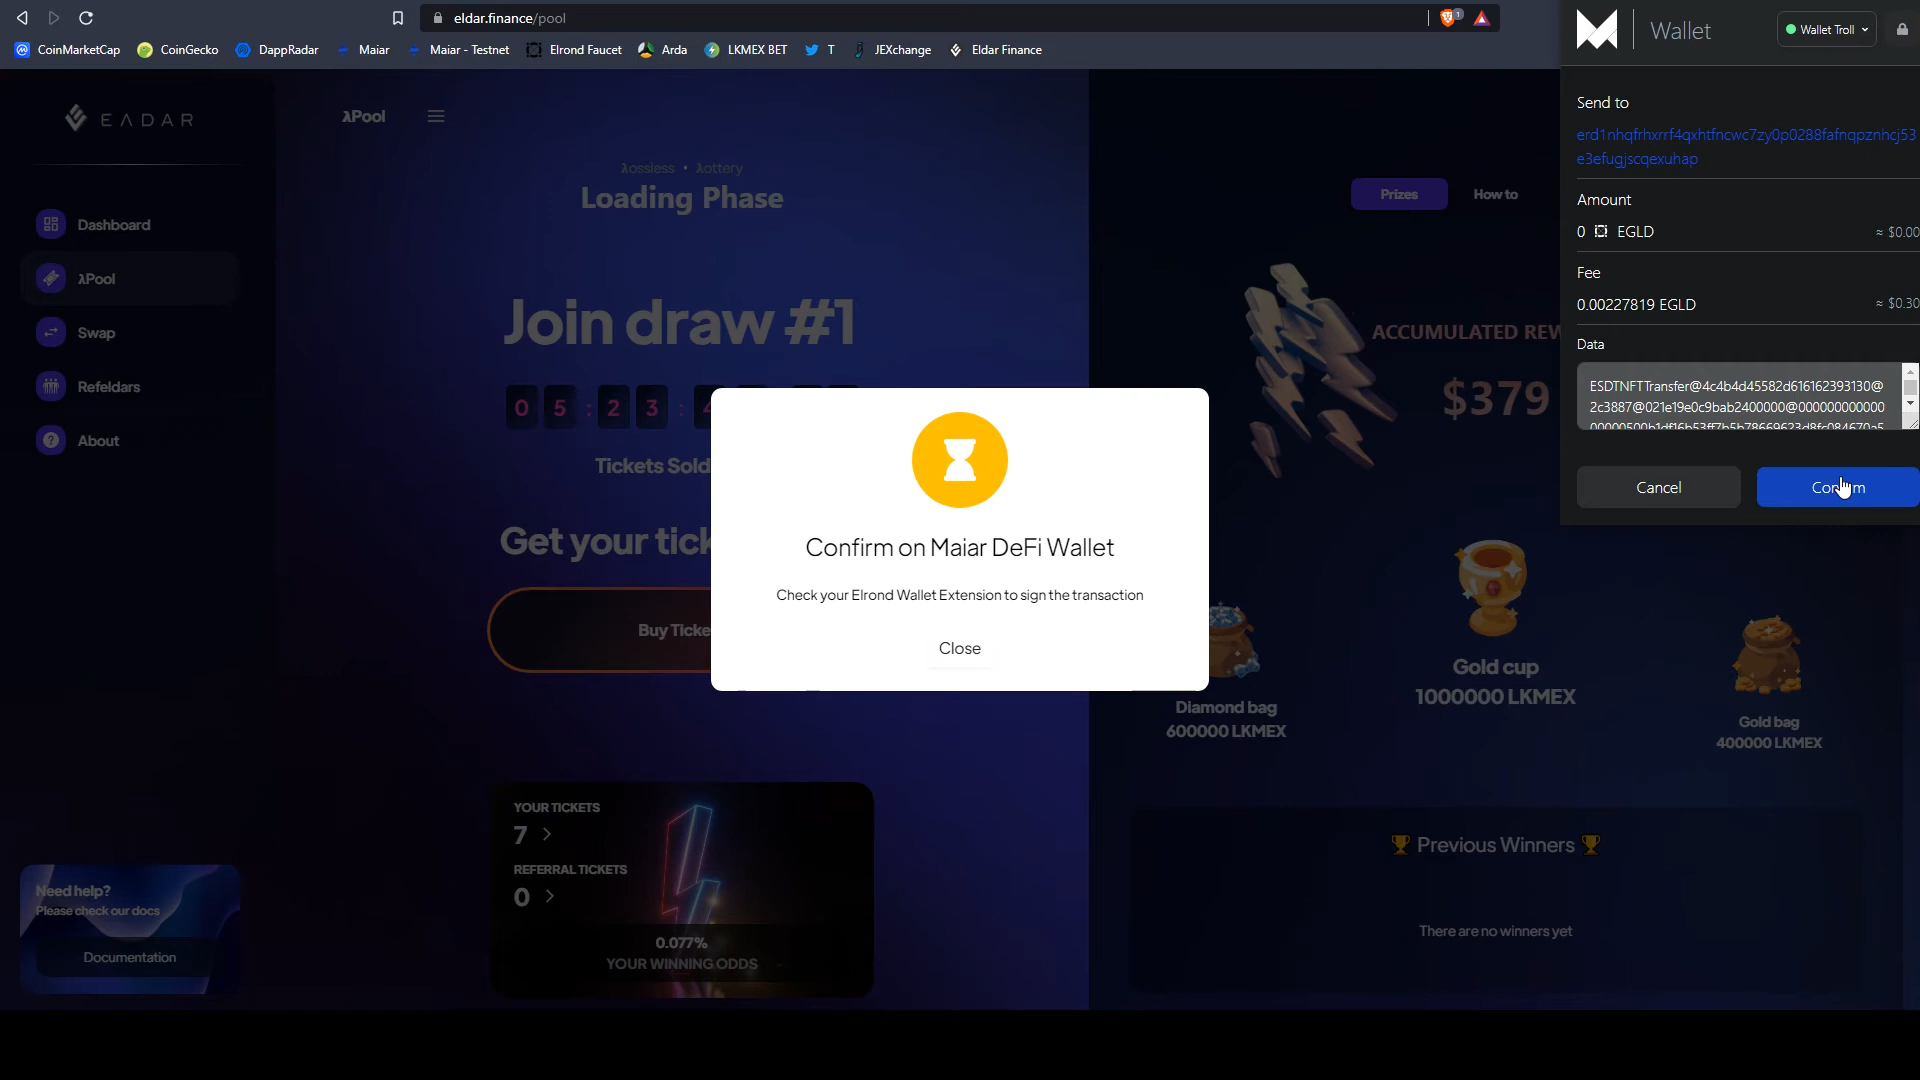 eldar.finance/pool
1
CoinMarketCap
CoinGecko
DappRadar
Maiar
Maiar - Testnet
Elrond Faucet
Arda
LKMEX BET
T
JEXchange
Eldar Finance
EΛDAR
Dashboard
λPool
Swap
Refeldars
About
Need help?
Please check our docs
Documentation
λPool
λossless • λottery
Loading Phase
Join draw #1
0 5 : 2 3 :
Tickets Sold
Get your tick
Buy Ticke
YOUR TICKETS
7 >
REFERRAL TICKETS
0 >
0.077%
YOUR WINNING ODDS
Confirm on Maiar DeFi Wallet
Check your Elrond Wallet Extension to sign the transaction
Close
Prizes
How to
ACCUMULATED REW
$379
Diamond bag
600000 LKMEX
Gold cup
1000000 LKMEX
Gold bag
400000 LKMEX
🏆 Previous Winners 🏆
There are no winners yet
Wallet
Wallet Troll
Send to
erd1nhqfrhxrrf4qxhtfncwc7zy0p0288fafnqpznhcj53
e3efugjscqexuhap
Amount
0 EGLD
≈ $0.00
Fee
0.00227819 EGLD
≈ $0.30
Data
ESDTNFTTransfer@4c4b4d45582d616162393130@
2c3887@021e19e0c9bab2400000@000000000000
Cancel